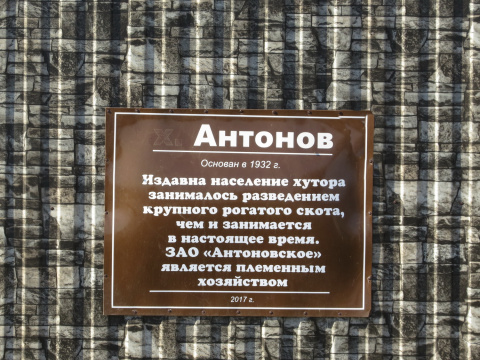 х. Антонов
Основан в 1932 г.
Издавна население хутора
занималось разведением
крупного рогатого скота,
чем и занимается
в настоящее время.
ЗАО «Антоновское»
является племенным
хозяйством
2017 г.